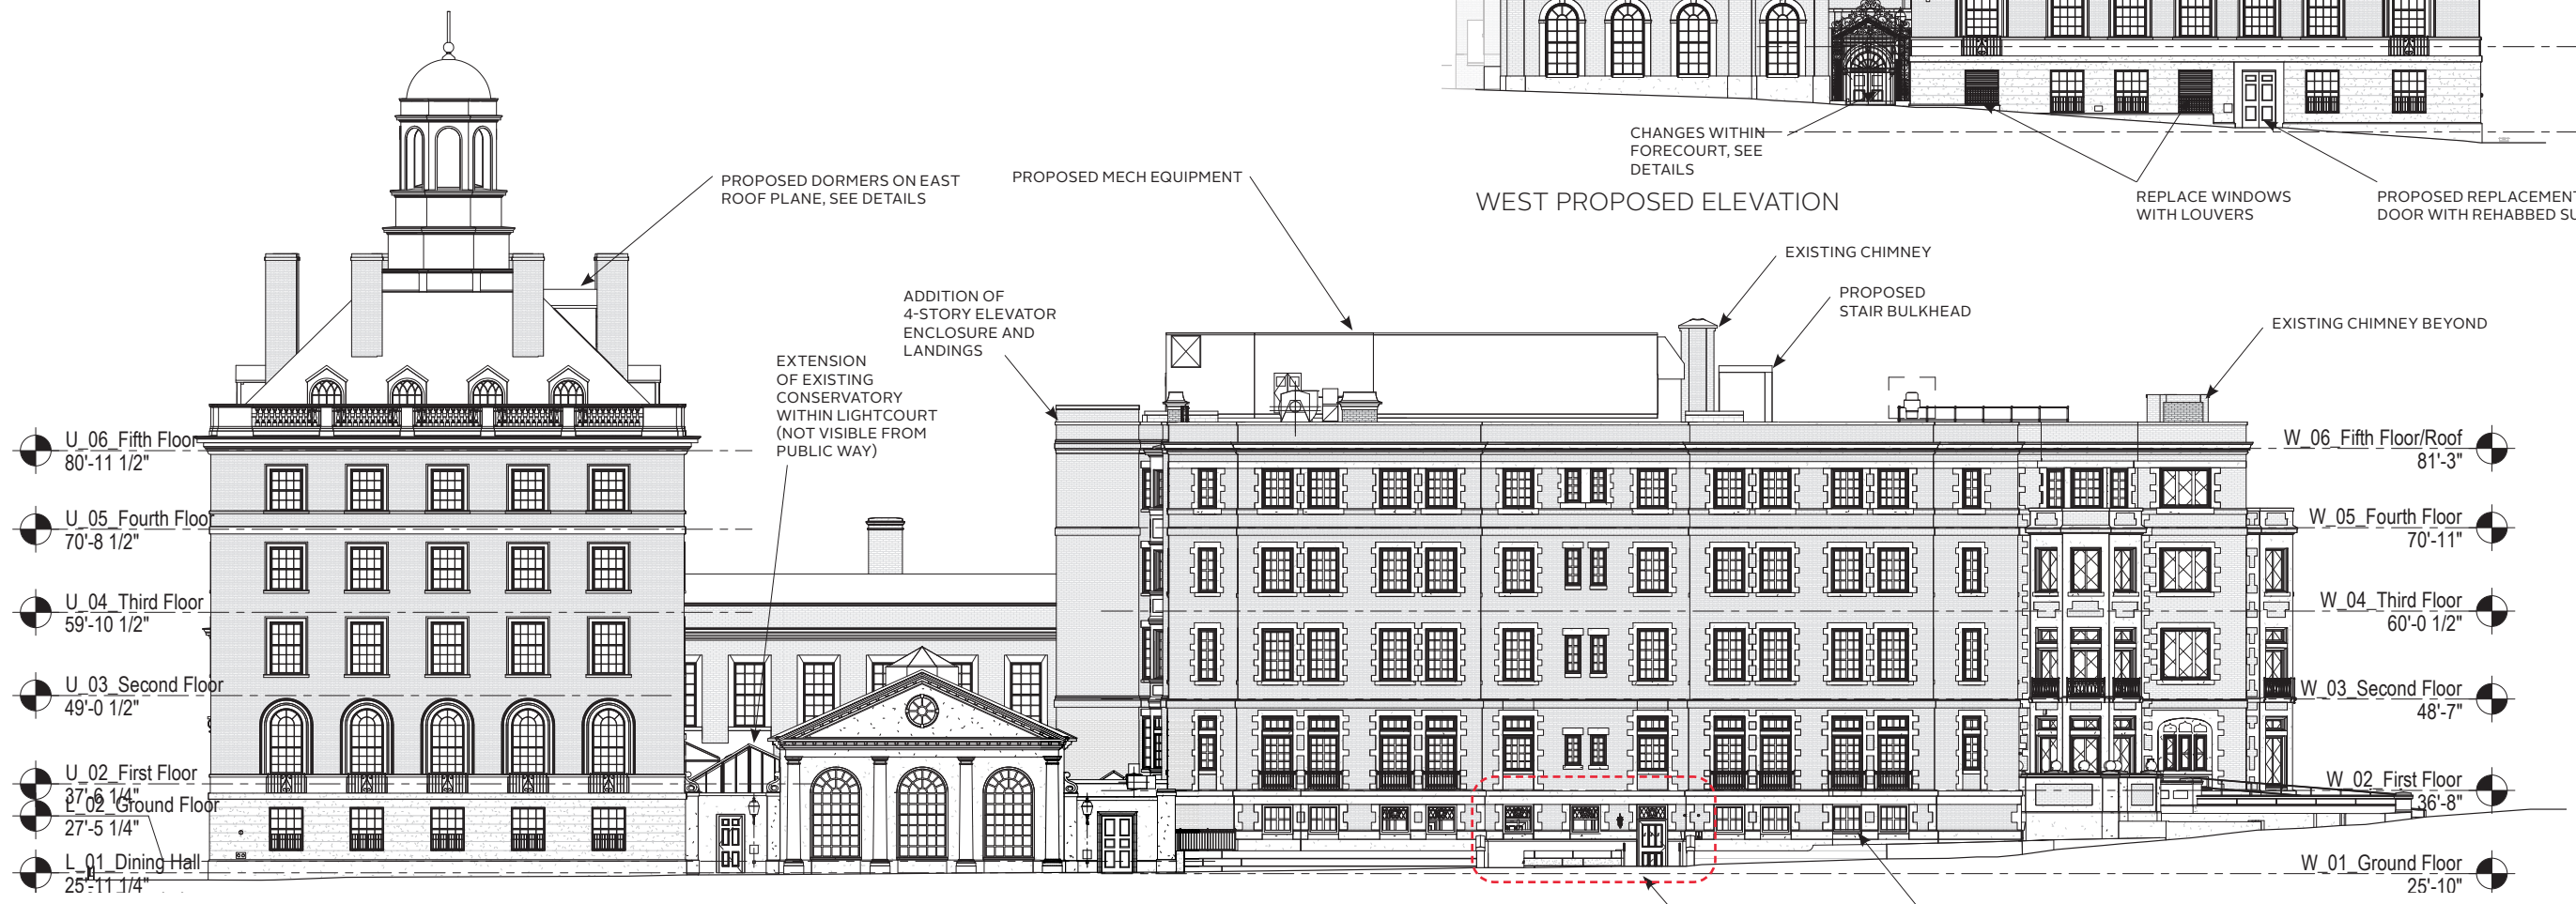 CHANGES WITHIN
FORECOURT, SEE
DETAILS
WEST PROPOSED ELEVATION
REPLACE WINDOWS
WITH LOUVERS
PROPOSED REPLACEMENT
DOOR WITH REHABBED
PROPOSED DORMERS ON EAST
ROOF PLANE, SEE DETAILS
PROPOSED MECH EQUIPMENT
EXISTING CHIMNEY
PROPOSED
STAIR BULKHEAD
EXISTING CHIMNEY BEYOND
ADDITION OF
4-STORY ELEVATOR
ENCLOSURE AND
LANDINGS
EXTENSION
OF EXISTING
CONSERVATORY
WITHIN LIGHTCOURT
(NOT VISIBLE FROM
PUBLIC WAY)
U_06_Fifth Floor
80'-11 1/2"
U_05_Fourth Floor
70'-8 1/2"
U_04_Third Floor
59'-10 1/2"
U_03_Second Floor
49'-0 1/2"
U_02_First Floor
37'-6 1/4"
L_02_Ground Floor
27'-5 1/4"
L_01_Dining Hall
25'-11 1/4"
W_06_Fifth Floor/Roof
81'-3"
W_05_Fourth Floor
70'-11"
W_04_Third Floor
60'-0 1/2"
W_03_Second Floor
48'-7"
W_02_First Floor
36'-8"
W_01_Ground Floor
25'-10"